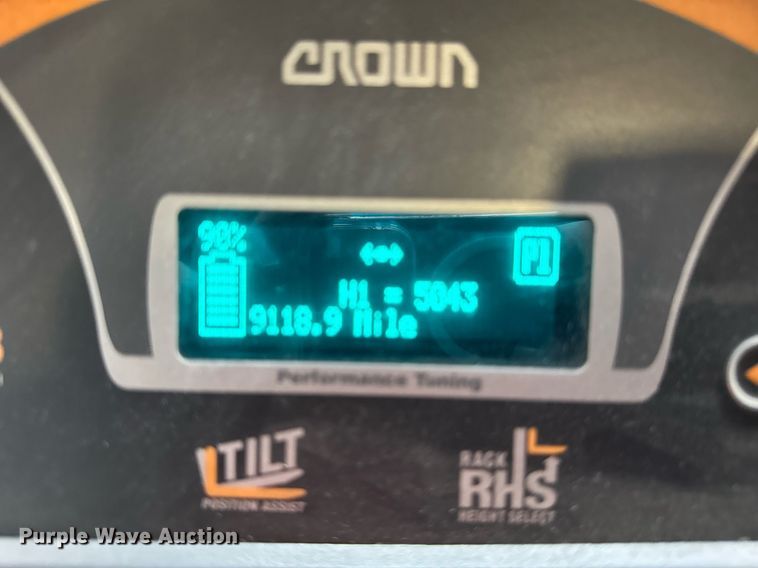 CROWN
98%
P1
H1 = 5043
9118.9 Mile
Performance Tuning
TILT
POSITION ASSIST
RACK
RHS
HEIGHT SELECT
Purple Wave Auction